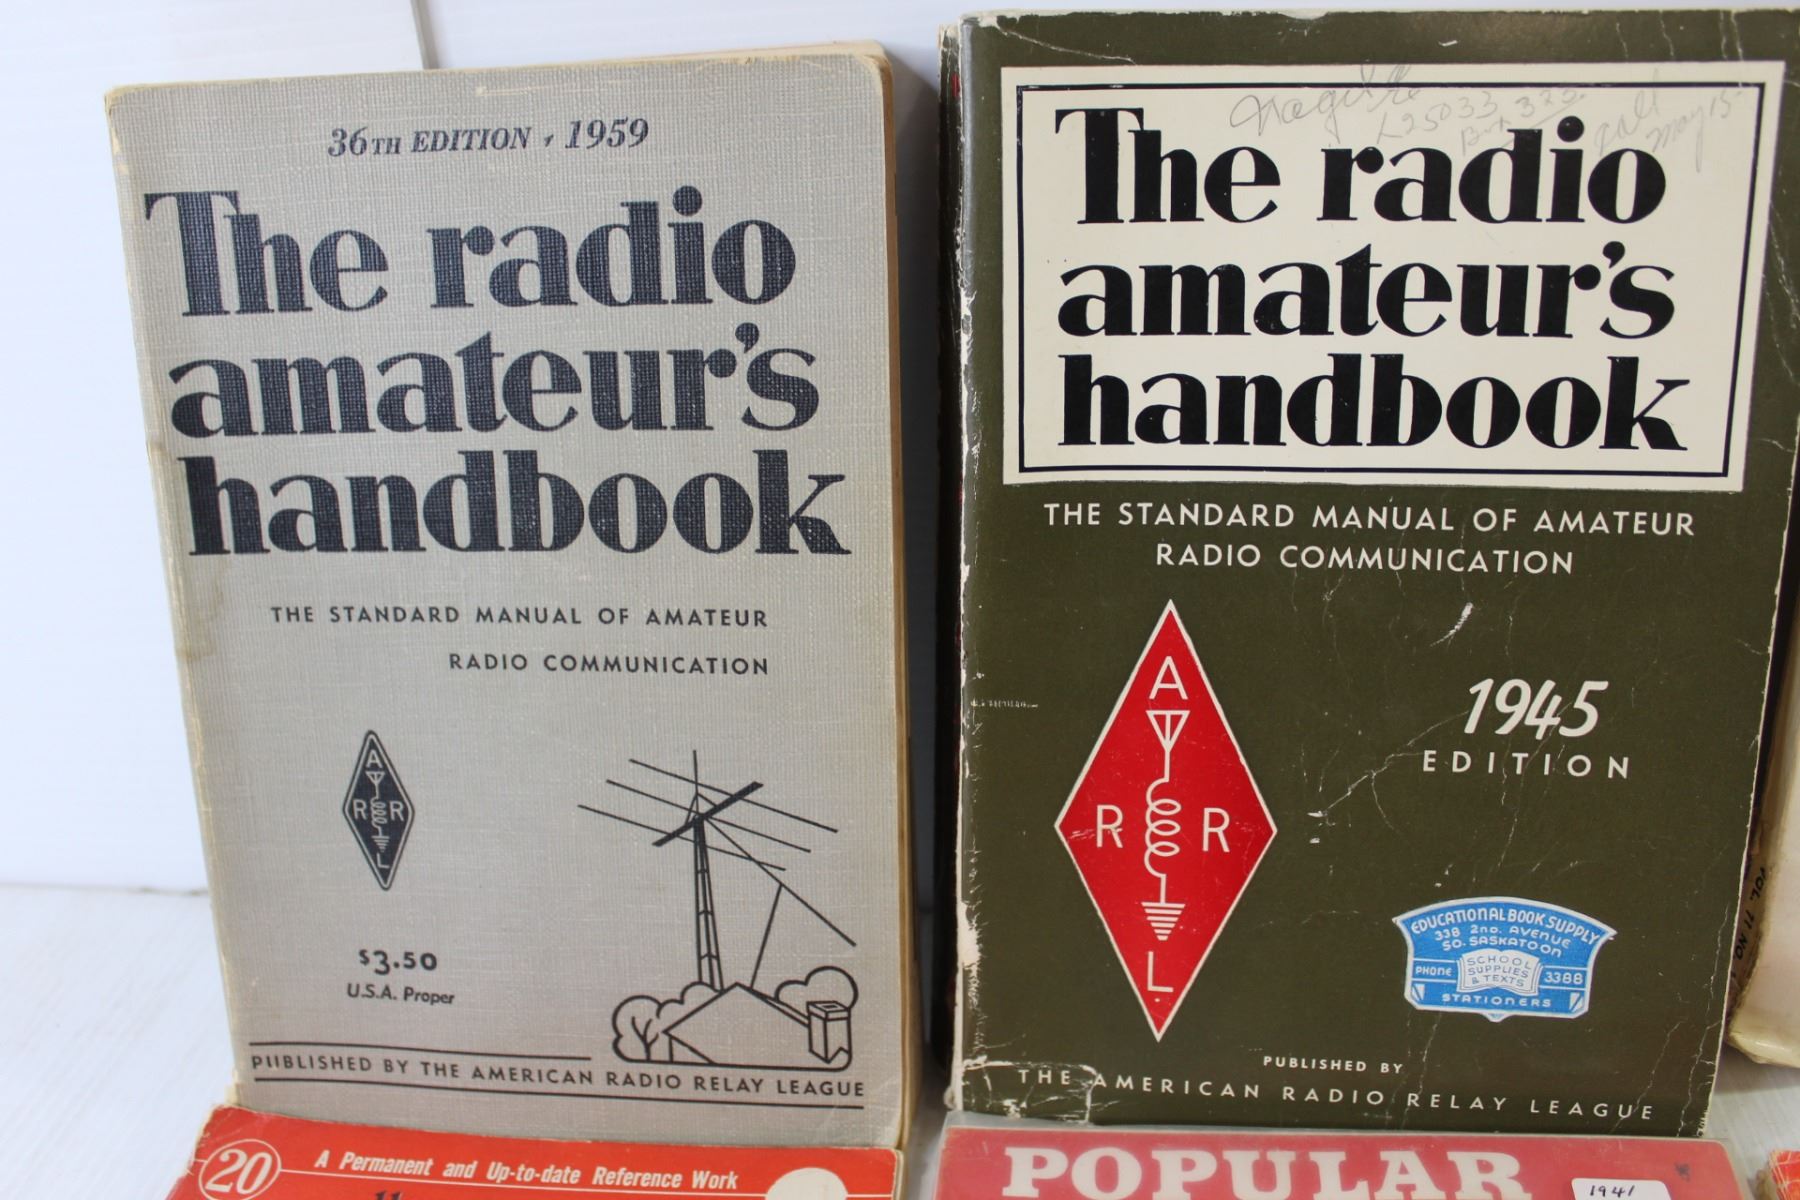 36TH EDITION, 1959
The radio
amateur's
handbook
THE STANDARD MANUAL OF AMATEUR
RADIO COMMUNICATION
A
R R
L
$3.50
U.S.A. Proper
PUBLISHED BY THE AMERICAN RADIO RELAY LEAGUE
The radio
amateur's
handbook
THE STANDARD MANUAL OF AMATEUR
RADIO COMMUNICATION
1945
EDITION
A
R R
L
EDUCATIONAL BOOK SUPPLY
338 2nd. AVENUE
SO. SASKATOON
SCHOOL
SUPPLIES
& TEXTS
PHONE 3388
STATIONERS
PUBLISHED BY
THE AMERICAN RADIO RELAY LEAGUE
20
A Permanent and Up-to-date Reference Work
POPULAR
1941